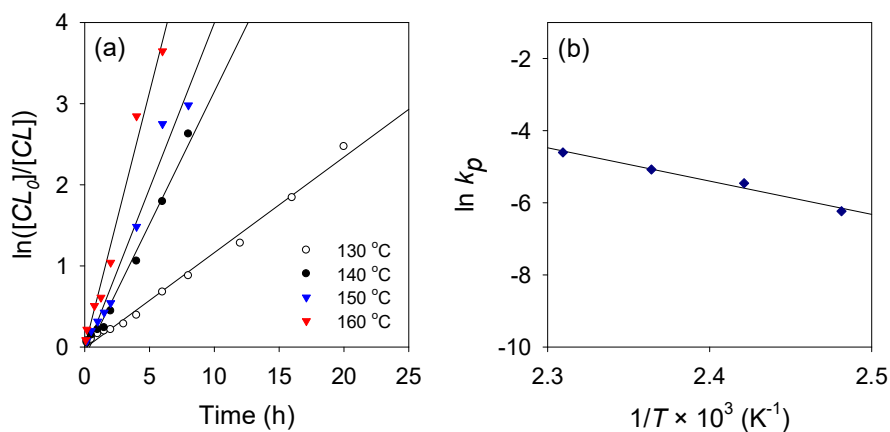 (a)
ln([CL₀]/[CL])
4
3
2
1
0
0 5 10 15 20 25
Time (h)
130 °C
140 °C
150 °C
160 °C
(b)
ln kₚ
-2
-4
-6
-8
-10
2.3 2.4 2.5
1/T × 10³ (K⁻¹)